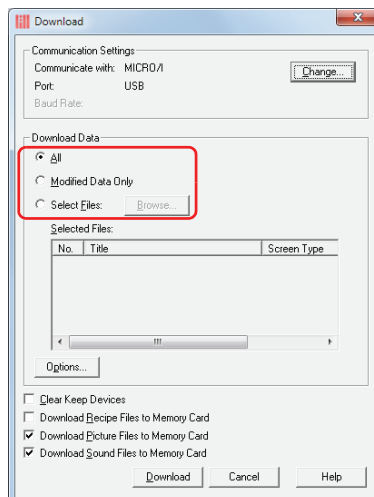 Download
Communication Settings
Communicate with: MICRO/I
Change...
Port: USB
Baud Rate:
Download Data
All
Modified Data Only
Select Files: Browse...
Selected Files:
No. Title Screen Type
Options...
Clear Keep Devices
Download Recipe Files to Memory Card
Download Picture Files to Memory Card
Download Sound Files to Memory Card
Download Cancel Help